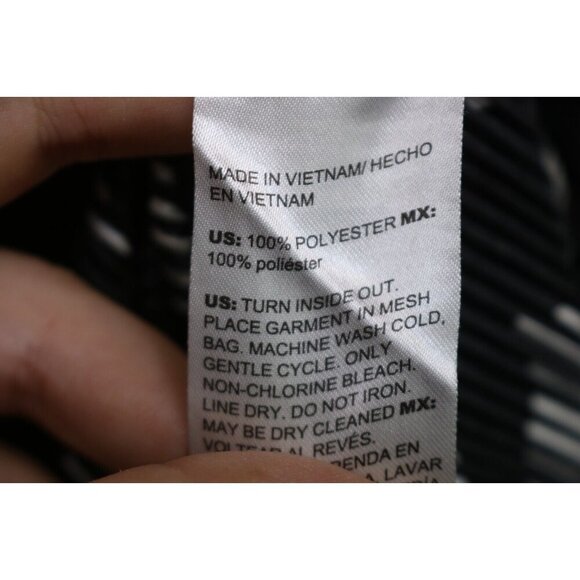 MADE IN VIETNAM/ HECHO
EN VIETNAM
US: 100% POLYESTER MX:
100% poliéster
US: TURN INSIDE OUT.
PLACE GARMENT IN MESH
BAG. MACHINE WASH COLD,
GENTLE CYCLE. ONLY
NON-CHLORINE BLEACH.
LINE DRY. DO NOT IRON.
MAY BE DRY CLEANED MX:
AL REVÉS.
EN
LAVAR